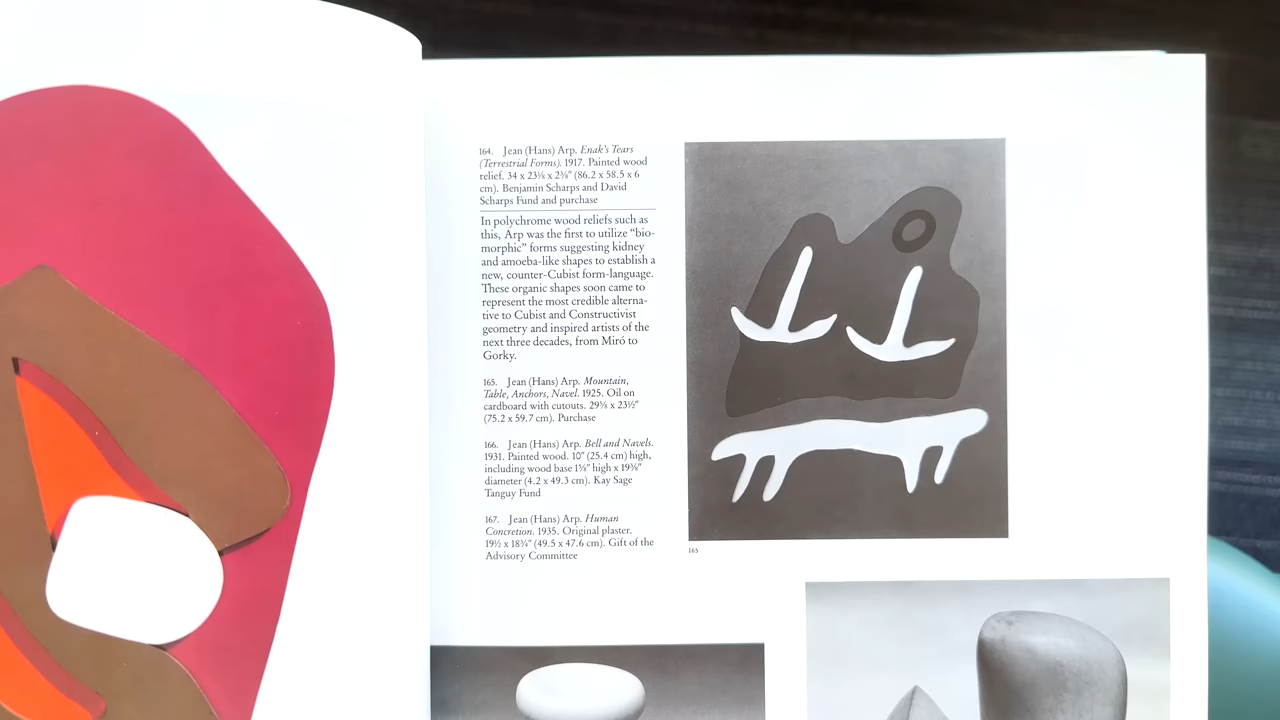 164. Jean (Hans) Arp. Enak's Tears
(Terrestrial Forms). 1917. Painted wood
relief. 34 x 23⅛ x 2⅜" (86.2 x 58.5 x 6
cm). Benjamin Scharps and David
Scharps Fund and purchase
In polychrome wood reliefs such as
this, Arp was the first to utilize “bio-
morphic” forms suggesting kidney
and amoeba-like shapes to establish a
new, counter-Cubist form-language.
These organic shapes soon came to
represent the most credible alterna-
tive to Cubist and Constructivist
geometry and inspired artists of the
next three decades, from Miró to
Gorky.
165. Jean (Hans) Arp. Mountain,
Table, Anchors, Navel. 1925. Oil on
cardboard with cutouts. 29⅝ x 23½"
(75.2 x 59.7 cm). Purchase
166. Jean (Hans) Arp. Bell and Navels.
1931. Painted wood. 10" (25.4 cm) high,
including wood base 1⅝" high x 19⅜"
diameter (4.2 x 49.3 cm). Kay Sage
Tanguy Fund
167. Jean (Hans) Arp. Human
Concretion. 1935. Original plaster.
19½ x 18¾" (49.5 x 47.6 cm). Gift of the
Advisory Committee
165